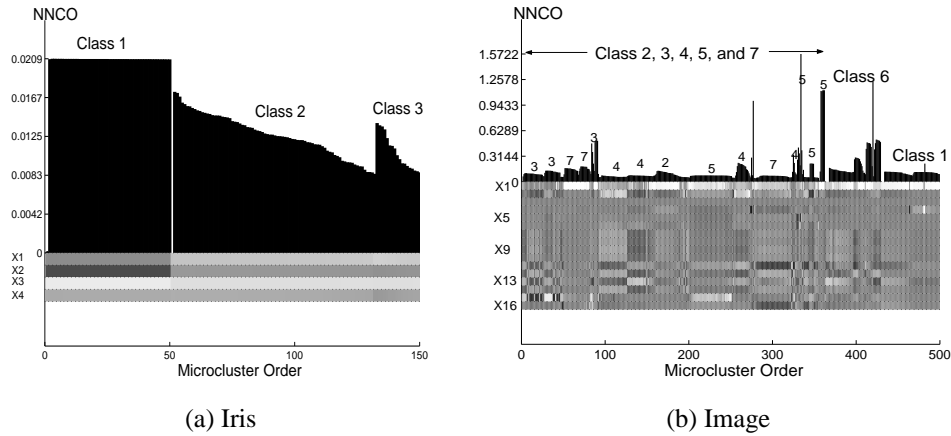 NNCO
Class 1
0.0209
0.0167
0.0125
0.0083
0.0042
0
Class 2
Class 3
X1
X2
X3
X4
0 50 100 150
Microcluster Order
(a) Iris
NNCO
Class 2, 3, 4, 5, and 7
1.5722
1.2578
0.9433
0.6289
0.3144
0
Class 6
Class 1
3 3 7 7 3 4 4 2 5 4 7 4 5 5 5
X1
X5
X9
X13
X16
0 100 200 300 400 500
Microcluster Order
(b) Image